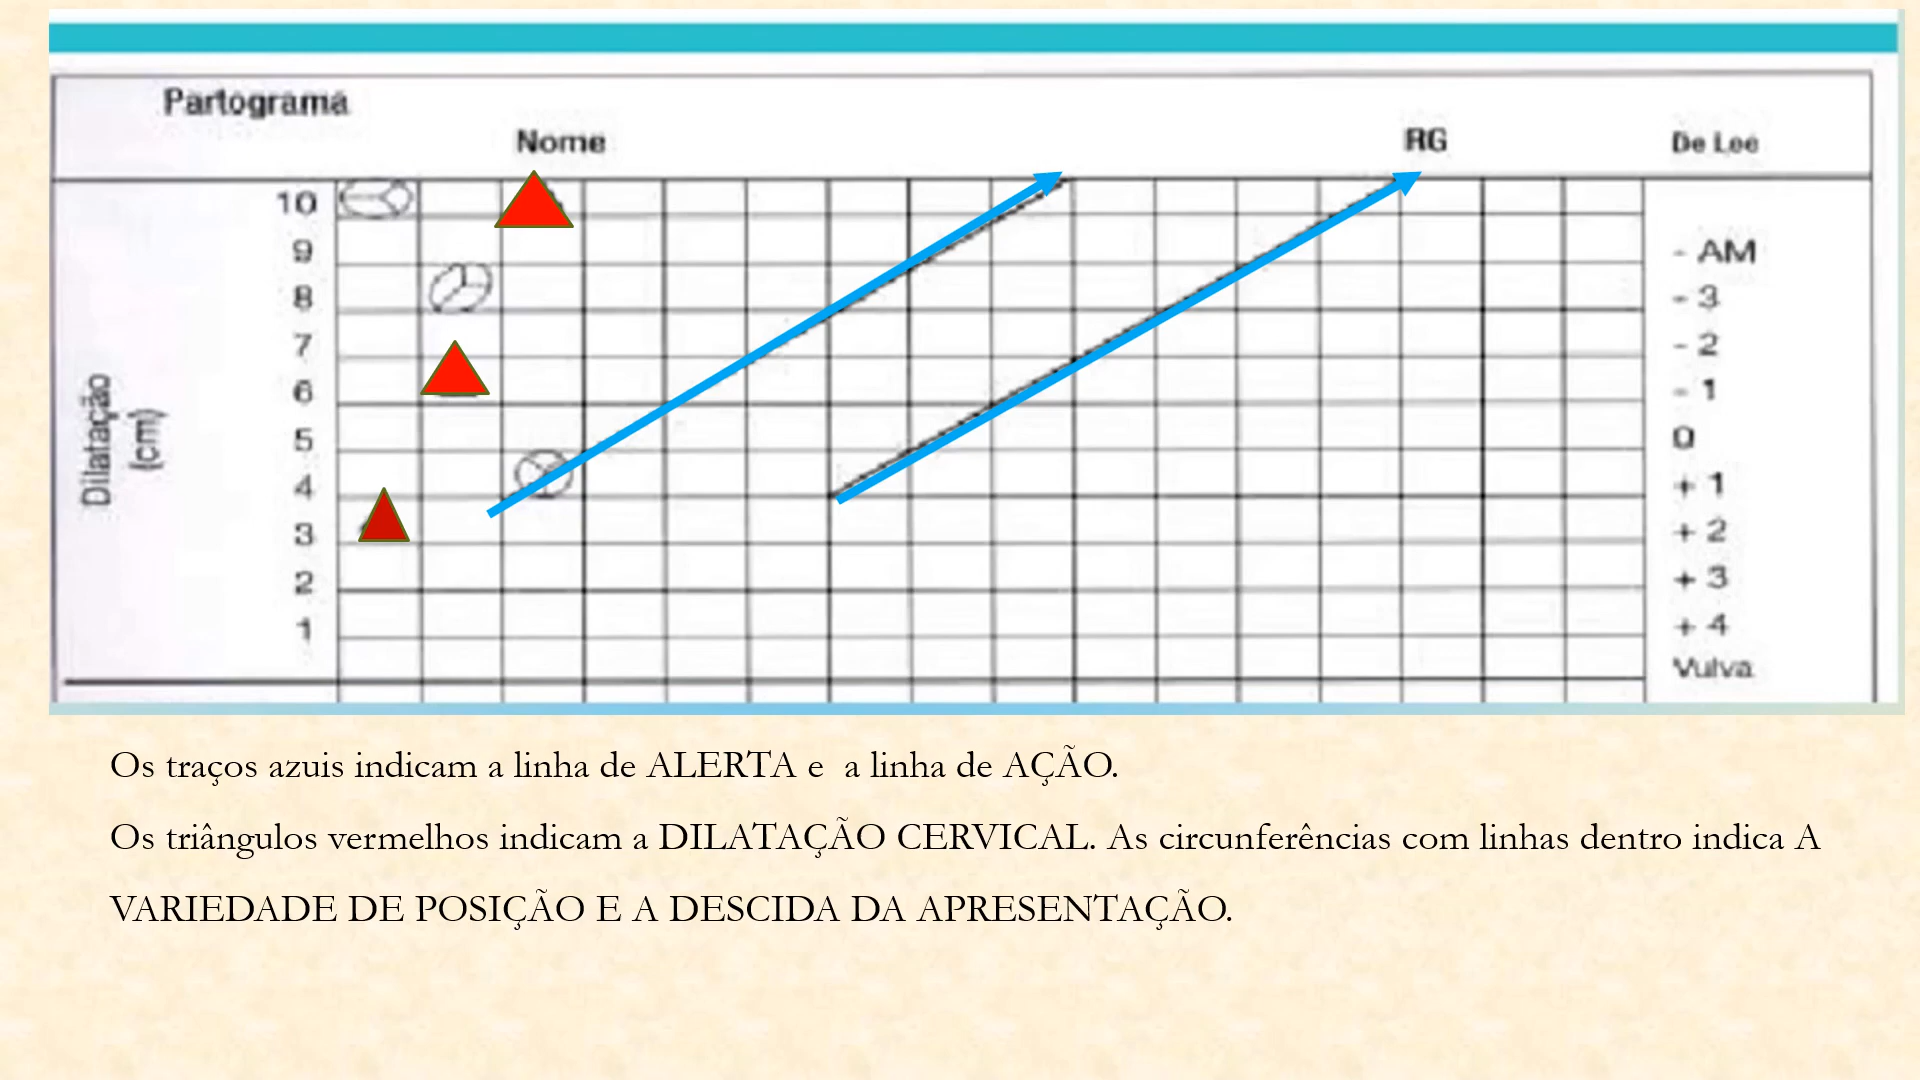 Partograma
Nome RG De Lee
10
9 - AM
8 - 3
7 - 2
6 - 1
5 0
4 + 1
3 + 2
2 + 3
1 + 4
Vulva
Dilatação
(cm)
Os traços azuis indicam a linha de ALERTA e  a linha de AÇÃO.
Os triângulos vermelhos indicam a DILATAÇÃO CERVICAL. As circunferências com linhas dentro indica A
VARIEDADE DE POSIÇÃO E A DESCIDA DA APRESENTAÇÃO.